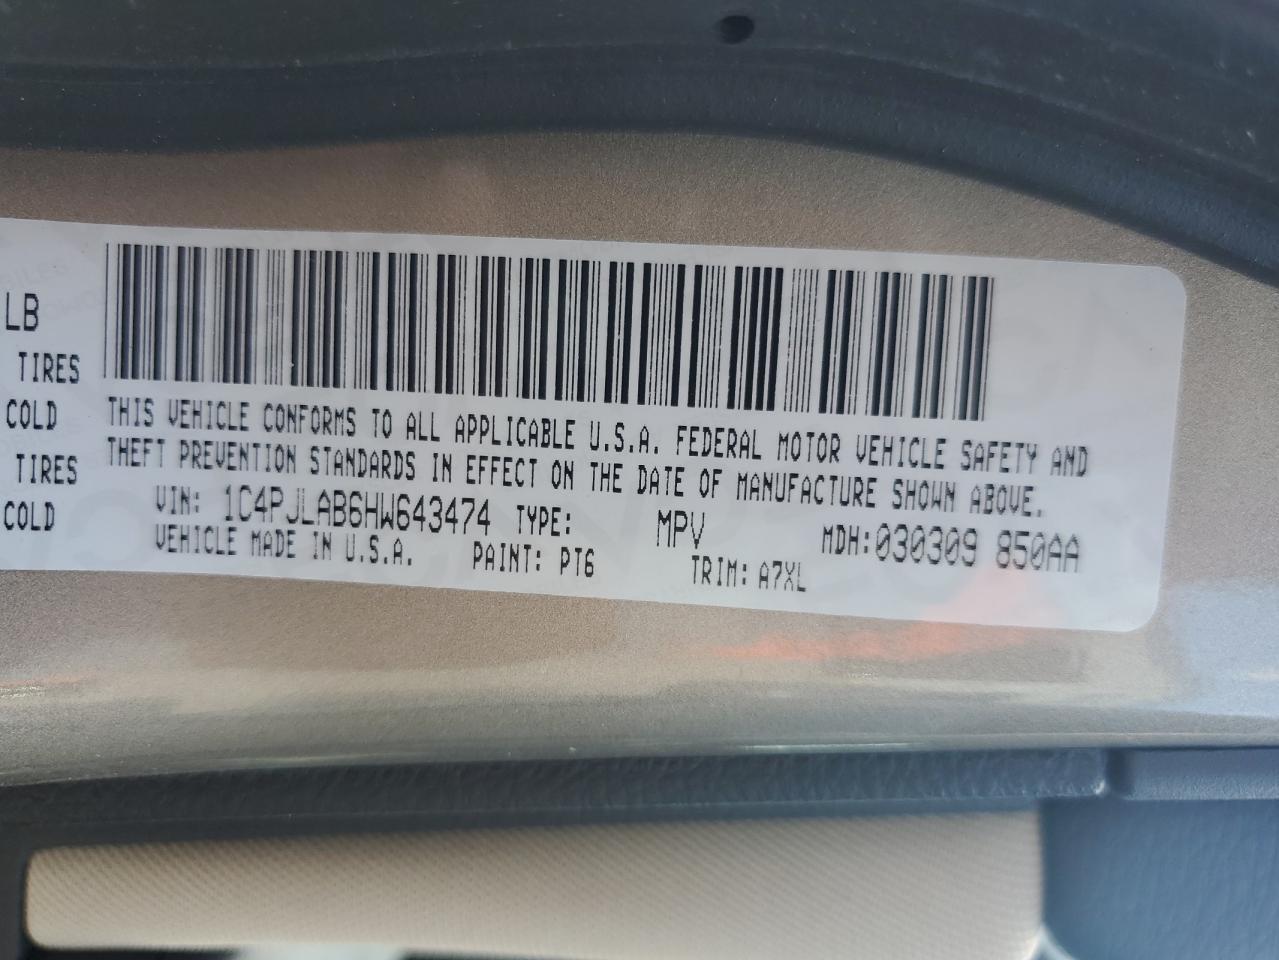 LB
TIRES
COLD
TIRES
COLD
THIS VEHICLE CONFORMS TO ALL APPLICABLE U.S.A. FEDERAL MOTOR VEHICLE SAFETY AND
THEFT PREVENTION STANDARDS IN EFFECT ON THE DATE OF MANUFACTURE SHOWN ABOVE.
VIN: 1C4PJLAB6HW643474 TYPE: MPV MDH:030309 850AA
VEHICLE MADE IN U.S.A. PAINT: PT6 TRIM: A7XL